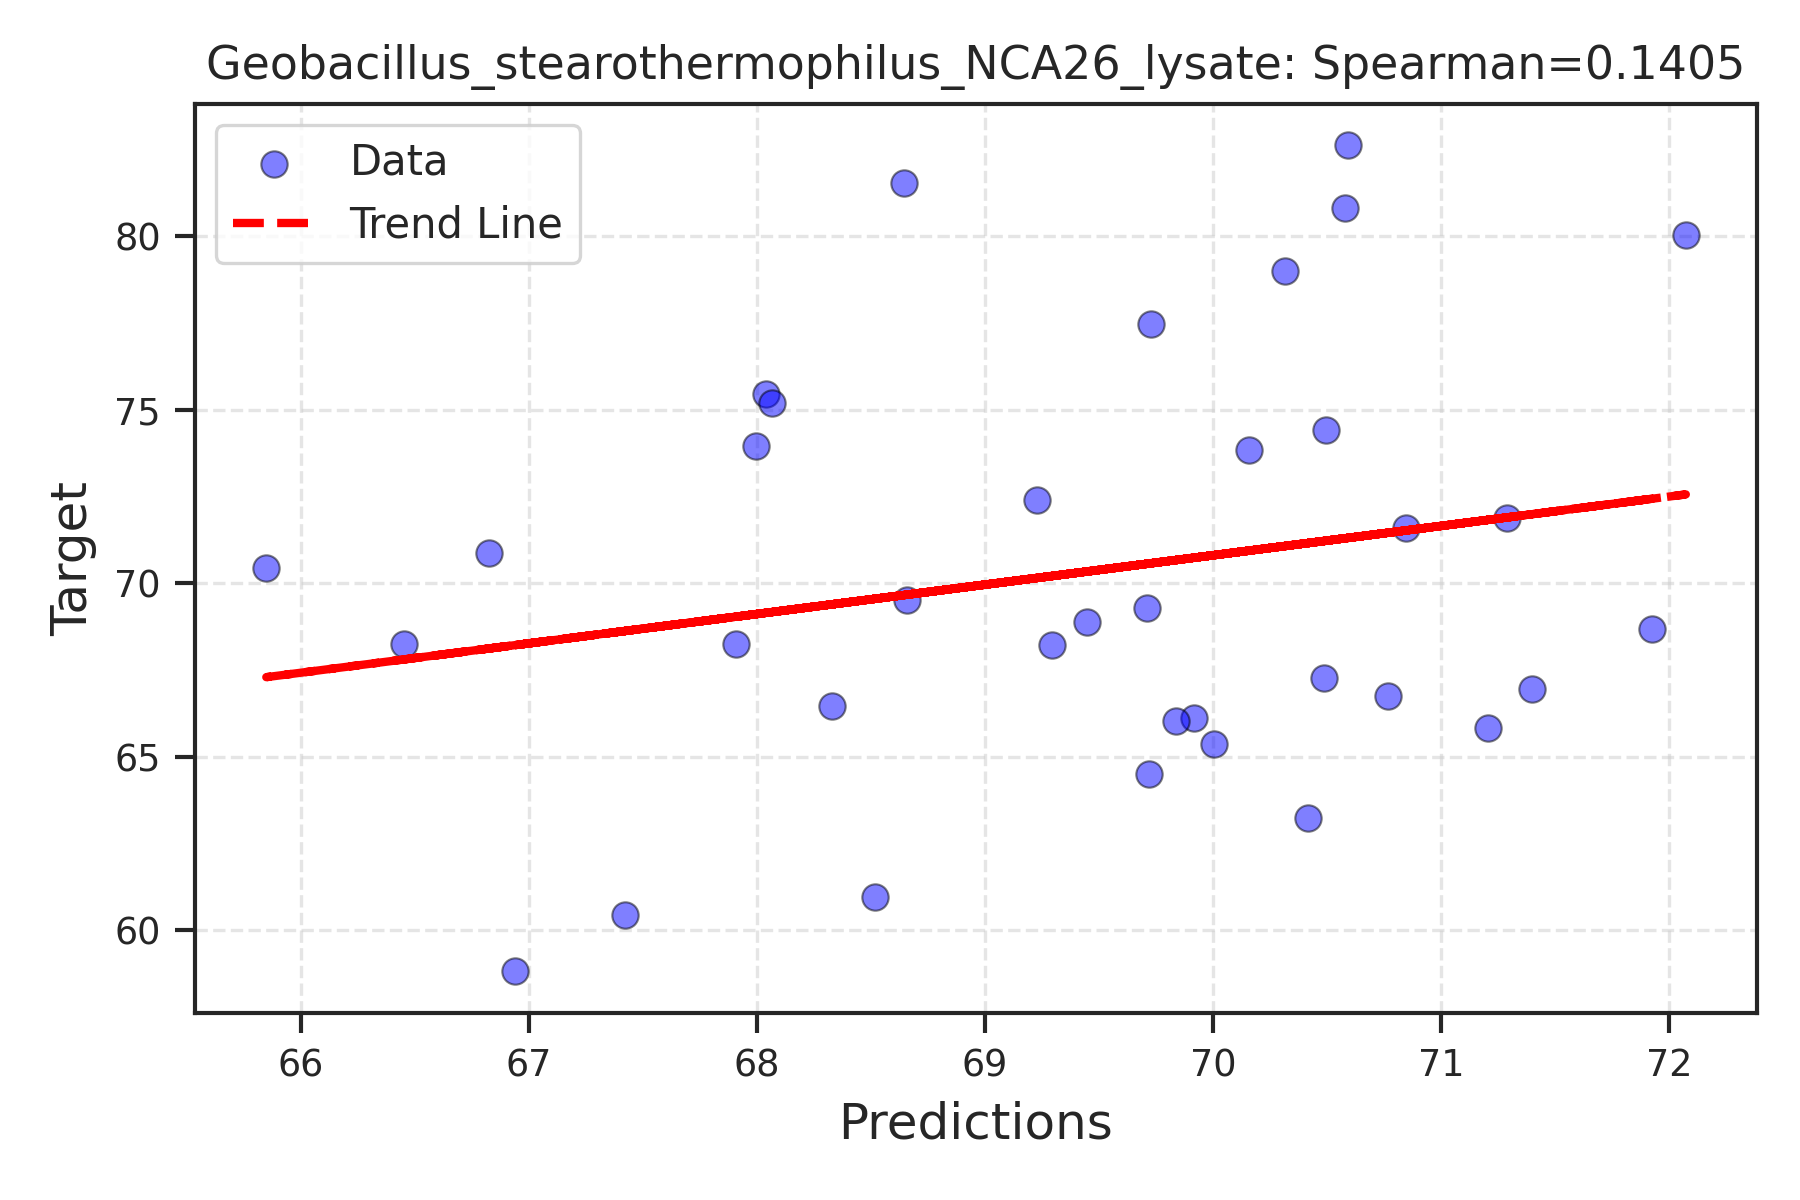 Geobacillus_stearothermophilus_NCA26_lysate: Spearman=0.1405
Data
Trend Line
80
75
70
65
60
Target
66 67 68 69 70 71 72
Predictions